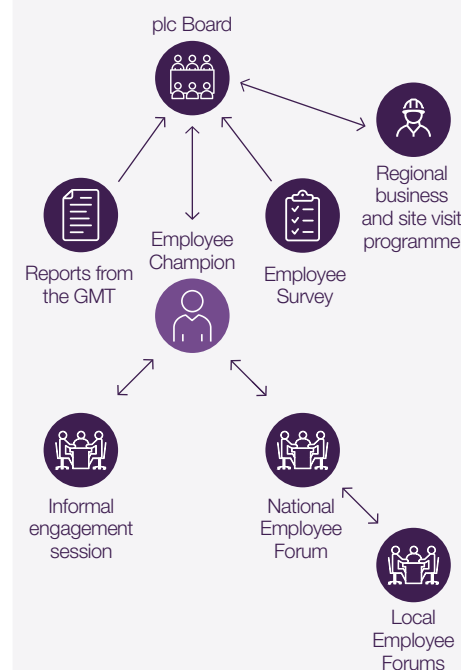 plc Board
Regional
business
and site visit
programme
Reports from
the GMT
Employee
Champion
Employee
Survey
Informal
engagement
session
National
Employee
Forum
Local
Employee
Forums